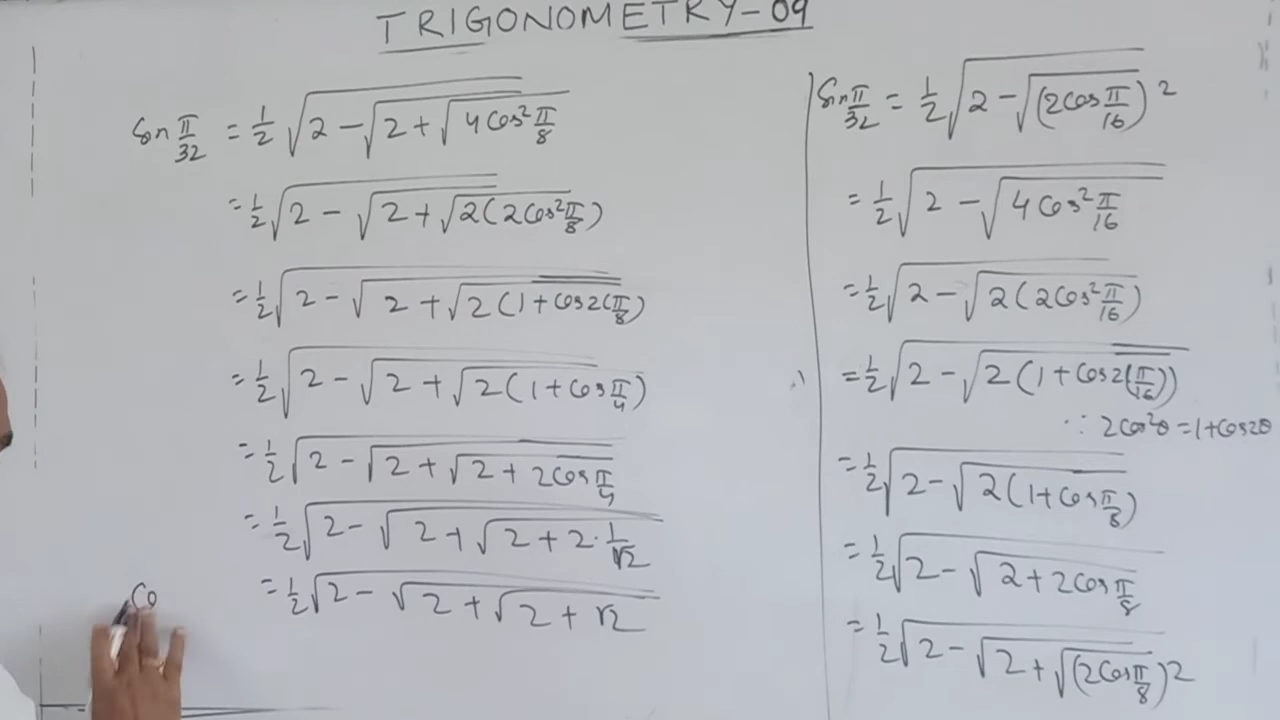 TRIGONOMETRY-09
Sin π/32 = 1/2 √(2 - √(2 + √(4Cos² π/8)))
= 1/2 √(2 - √(2 + √(2(2Cos² π/8))))
= 1/2 √(2 - √(2 + √(2(1 + Cos2(π/8)))))
= 1/2 √(2 - √(2 + √(2(1 + Cos π/4))))
= 1/2 √(2 - √(2 + √(2 + 2Cos π/4)))
= 1/2 √(2 - √(2 + √(2 + 2·1/√2)))
= 1/2 √(2 - √(2 + √(2 + √2)))
Co
Sin π/32 = 1/2 √(2 - √((2Cos π/16)²))
= 1/2 √(2 - √(4Cos² π/16))
= 1/2 √(2 - √(2(2Cos² π/16)))
= 1/2 √(2 - √(2(1 + Cos2(π/16))))
∵ 2Cos²θ = 1+Cos2θ
= 1/2 √(2 - √(2(1+Cos π/8)))
= 1/2 √(2 - √(2 + 2Cos π/8))
= 1/2 √(2 - √(2 + √((2Cos π/8)²)))